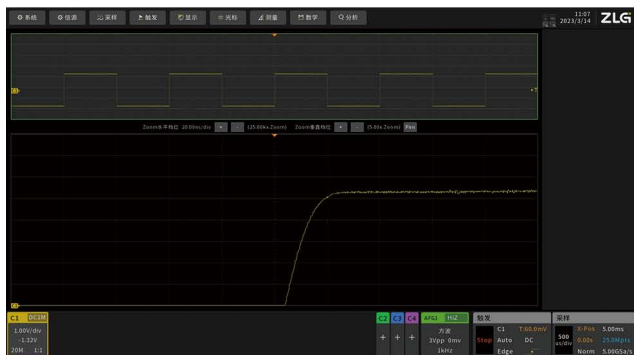 系统
信源
采样
触发
显示
光标
测量
数学
Q分析
11:07
2023/3/14
ZLG
Zoom水平档位 20.00ns/div + - (25.00kx Zoom) Zoom垂直档位 + - (5.00x Zoom) Pan
C1 DC1M
1.00V/div
-1.32V
20M 1:1
C2 C3 C4
+ + +
AFG1 HiZ
方波
3Vpp 0mv
1kHz
触发
C1 T:60.0mV
Stop Auto DC
Edge
采样
500 us/div
X-Pos 5.00ms
0.00s 25.0Mpts
Norm 5.00GSa/s